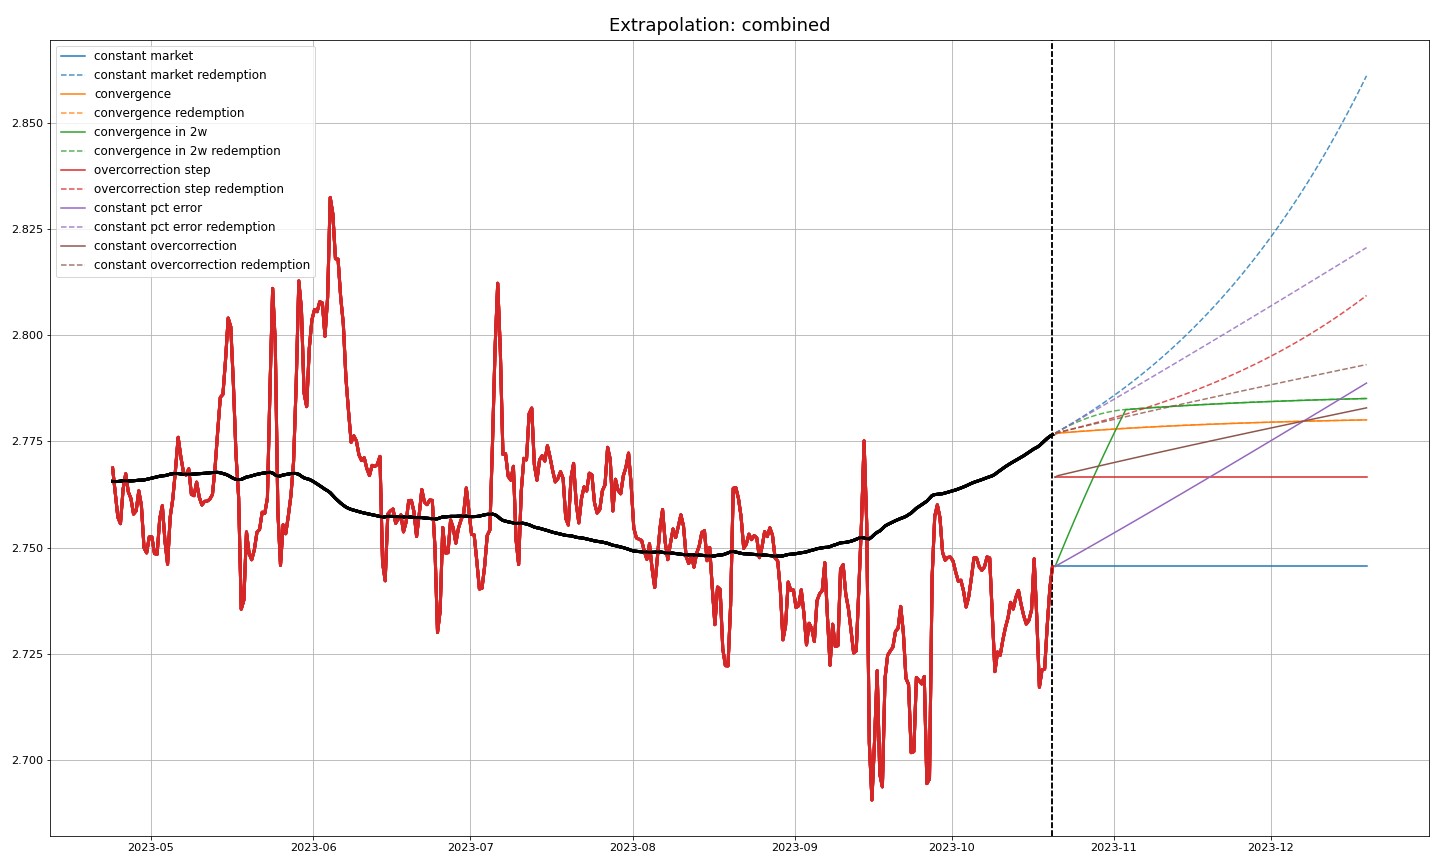 Extrapolation: combined
constant market
constant market redemption
convergence
convergence redemption
convergence in 2w
convergence in 2w redemption
overcorrection step
overcorrection step redemption
constant pct error
constant pct error redemption
constant overcorrection
constant overcorrection redemption
2.850
2.825
2.800
2.775
2.750
2.725
2.700
2023-05 2023-06 2023-07 2023-08 2023-09 2023-10 2023-11 2023-12